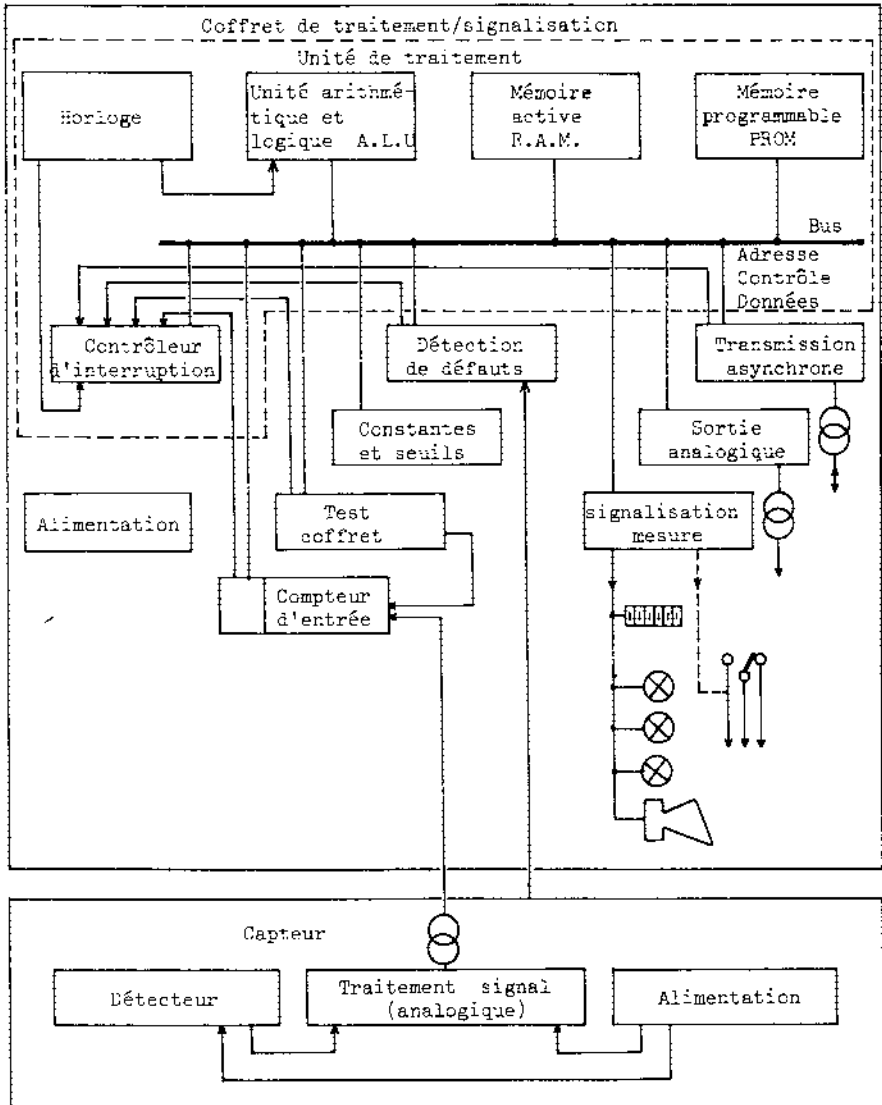 Coffret de traitement/signalisation
Unité de traitement
Horloge
Unité arithmé-
tique et
logique A.L.U
Mémoire
active
R.A.M.
Mémoire
programmable
PROM
Bus
Adresse
Contrôle
Données
Contrôleur
d'interruption
Détection
de défauts
Transmission
asynchrone
Constantes
et seuils
Sortie
analogique
Alimentation
Test
coffret
signalisation
mesure
Compteur
d'entrée
Capteur
Détecteur
Traitement signal
(analogique)
Alimentation